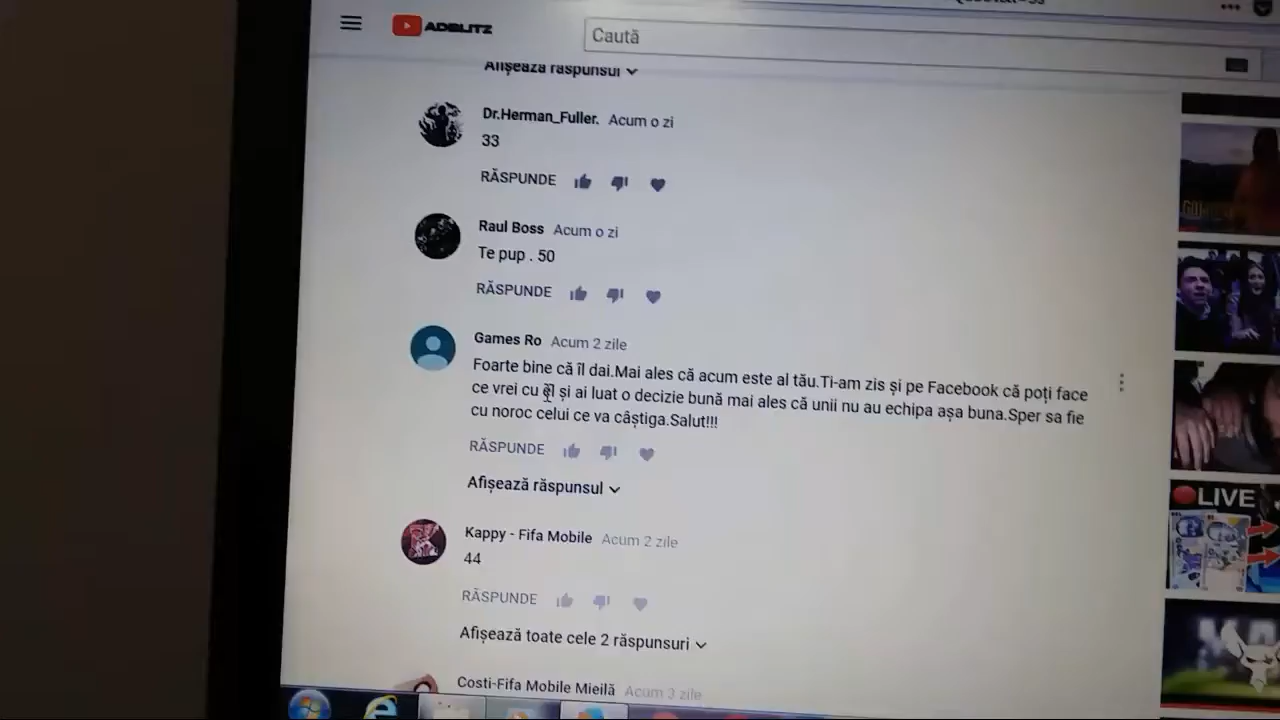 ADBLITZ
Caută
Afișează răspunsul
Dr.Herman_Fuller. Acum o zi
33
RĂSPUNDE
Raul Boss Acum o zi
Te pup . 50
RĂSPUNDE
Games Ro Acum 2 zile
Foarte bine că îl dai.Mai ales că acum este al tău.Ti-am zis și pe Facebook că poți face
ce vrei cu el și ai luat o decizie bună mai ales că unii nu au echipa așa buna.Sper sa fie
cu noroc celui ce va câștiga.Salut!!!
RĂSPUNDE
Afișează răspunsul
Kappy - Fifa Mobile Acum 2 zile
44
RĂSPUNDE
Afișează toate cele 2 răspunsuri
Costi-Fifa Mobile Mieilă Acum 3 zile
LIVE